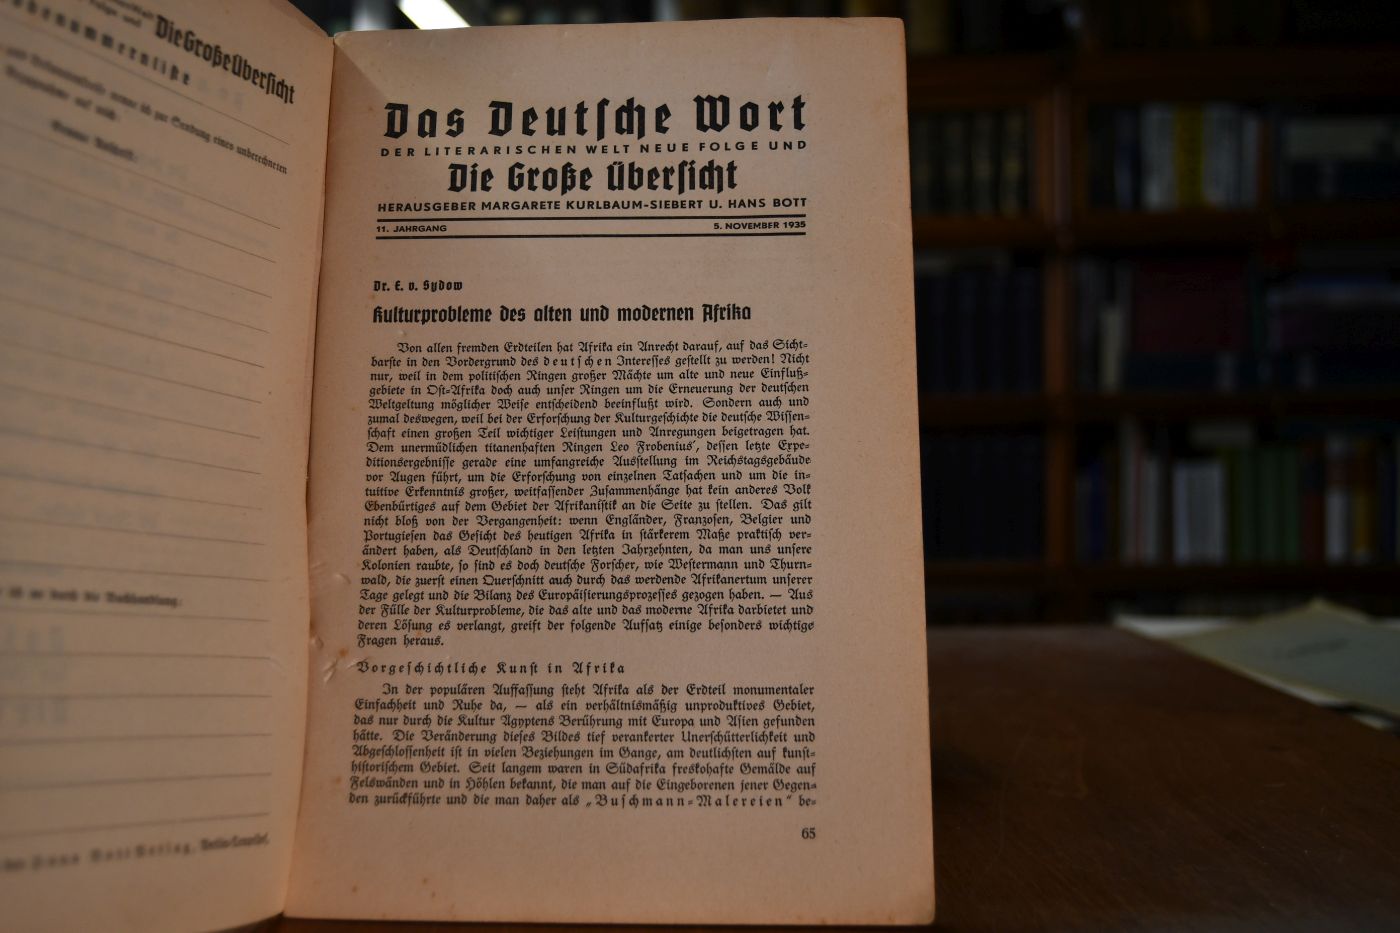 Die Große Übersicht
Das Deutsche Wort
DER LITERARISCHEN WELT NEUE FOLGE UND
Die Große Übersicht
HERAUSGEBER MARGARETE KURLBAUM-SIEBERT U. HANS BOTT
11. JAHRGANG 5. NOVEMBER 1935
Dr. E. v. Sydow
Kulturprobleme des alten und modernen Afrika
Von allen fremden Erdteilen hat Afrika ein Anrecht darauf, auf das Sicht-
barste in den Vordergrund des deutschen Interesses gestellt zu werden! Nicht
nur, weil in dem politischen Ringen großer Mächte um alte und neue Einfluß-
gebiete in Ost-Afrika doch auch unser Ringen um die Erneuerung der deutschen
Weltgeltung möglicher Weise entscheidend beeinflußt wird. Sondern auch und
zumal deswegen, weil bei der Erforschung der Kulturgeschichte die deutsche Wissen-
schaft einen großen Teil wichtiger Leistungen und Anregungen beigetragen hat.
Dem unermüdlichen titanenhaften Ringen Leo Frobenius', dessen letzte Expe-
ditionsergebnisse gerade eine umfangreiche Ausstellung im Reichstagsgebäude
vor Augen führt, um die Erforschung von einzelnen Tatsachen und um die in-
tuitive Erkenntnis großer, weitfassender Zusammenhänge hat kein anderes Volk
Ebenbürtiges auf dem Gebiet der Afrikanistik an die Seite zu stellen. Das gilt
nicht bloß von der Vergangenheit: wenn Engländer, Franzosen, Belgier und
Portugiesen das Gesicht des heutigen Afrika in stärkerem Maße praktisch ver-
ändert haben, als Deutschland in den letzten Jahrzehnten, da man uns unsere
Kolonien raubte, so sind es doch deutsche Forscher, wie Westermann und Thurn-
wald, die zuerst einen Querschnitt auch durch das werdende Afrikanertum unserer
Tage gelegt und die Bilanz des Europäisierungsprozesses gezogen haben. — Aus
der Fülle der Kulturprobleme, die das alte und das moderne Afrika darbietet und
deren Lösung es verlangt, greift der folgende Aufsatz einige besonders wichtige
Fragen heraus.
Vorgeschichtliche Kunst in Afrika
In der populären Auffassung steht Afrika als der Erdteil monumentaler
Einfachheit und Ruhe da, — als ein verhältnismäßig unproduktives Gebiet,
das nur durch die Kultur Ägyptens Berührung mit Europa und Asien gefunden
hätte. Die Veränderung dieses Bildes tief verankerter Unerschütterlichkeit und
Abgeschlossenheit ist in vielen Beziehungen im Gange, am deutlichsten auf kunst-
historischem Gebiet. Seit langem waren in Südafrika freskohafte Gemälde auf
Felswänden und in Höhlen bekannt, die man auf die Eingeborenen jener Gegen-
den zurückführte und die man daher als „Buschmann-Malereien" be-
65